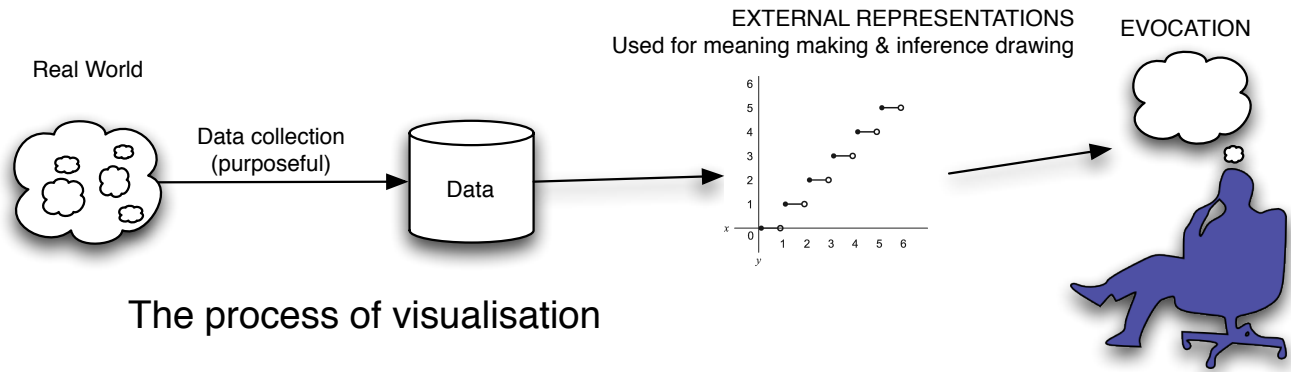 EXTERNAL REPRESENTATIONS
Used for meaning making & inference drawing
EVOCATION
Real World
Data collection
(purposeful)
Data
6
5
4
3
2
1
x
0
1 2 3 4 5 6
y
The process of visualisation